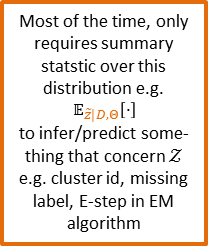 Most of the time, only
requires summary
statstic over this
distribution e.g.
𝔼_{z̃|D,Θ}[·]
to infer/predict some-
thing that concern 𝒵
e.g. cluster id, missing
label, E-step in EM
algorithm